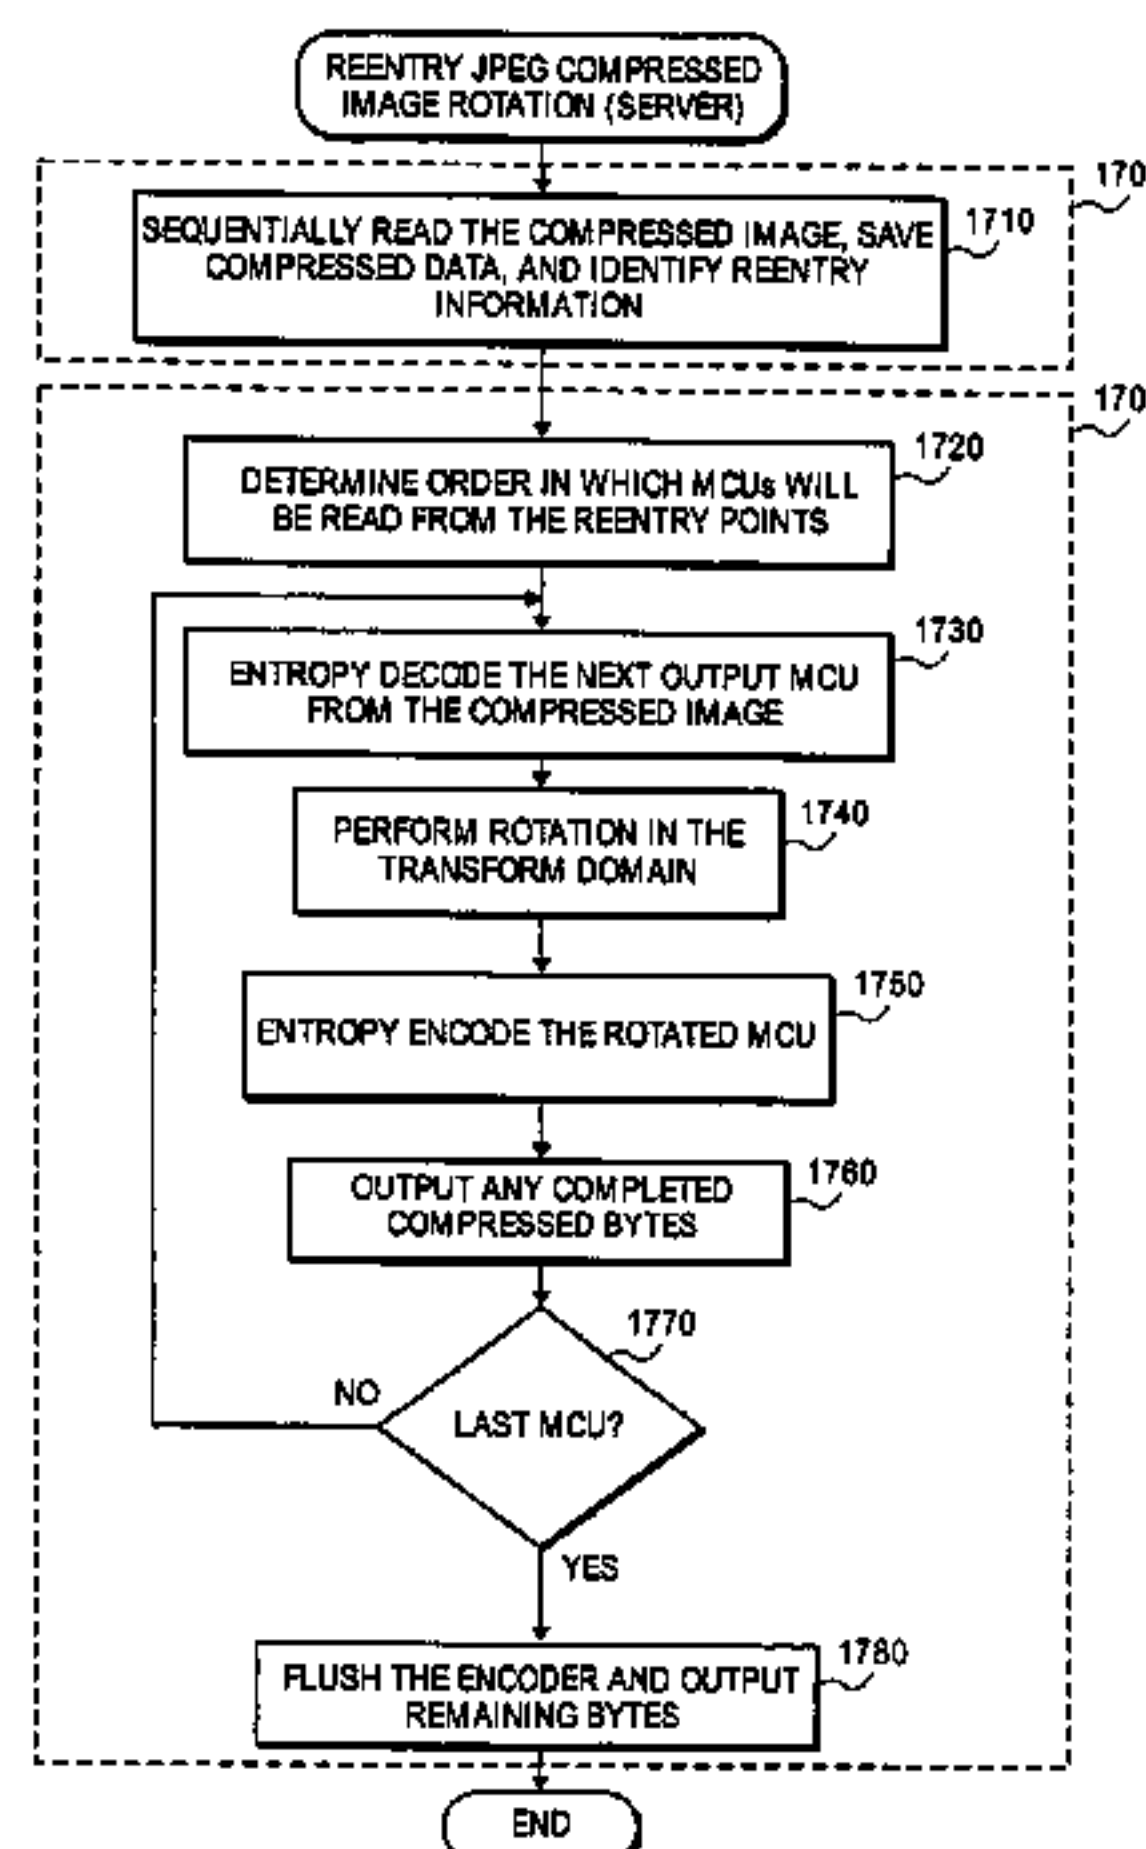 REENTRY JPEG COMPRESSED
IMAGE ROTATION (SERVER)
170
1710
SEQUENTIALLY READ THE COMPRESSED IMAGE, SAVE
COMPRESSED DATA, AND IDENTIFY REENTRY
INFORMATION
170
1720
DETERMINE ORDER IN WHICH MCUs WILL
BE READ FROM THE REENTRY POINTS
1730
ENTROPY DECODE THE NEXT OUTPUT MCU
FROM THE COMPRESSED IMAGE
1740
PERFORM ROTATION IN THE
TRANSFORM DOMAIN
1750
ENTROPY ENCODE THE ROTATED MCU
1760
OUTPUT ANY COMPLETED
COMPRESSED BYTES
1770
NO
LAST MCU?
YES
1780
FLUSH THE ENCODER AND OUTPUT
REMAINING BYTES
END